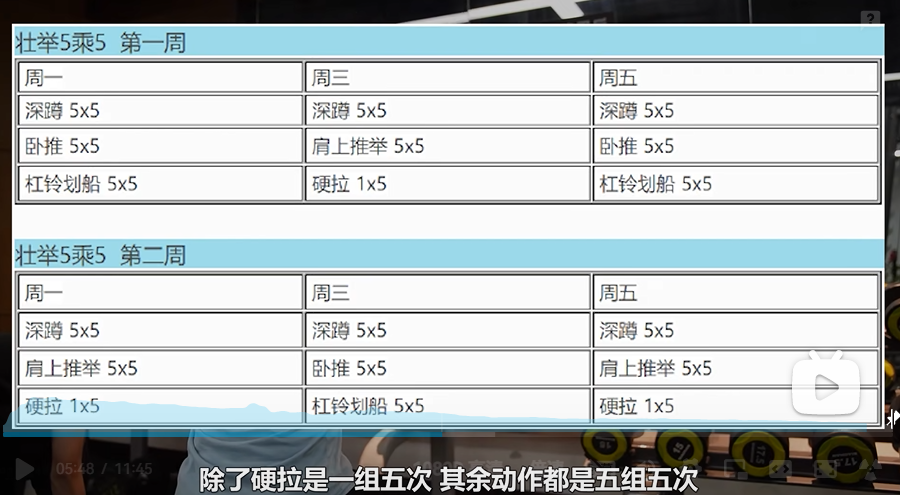 壮举5乘5 第一周
周一 周三 周五
深蹲 5x5 深蹲 5x5 深蹲 5x5
卧推 5x5 肩上推举 5x5 卧推 5x5
杠铃划船 5x5 硬拉 1x5 杠铃划船 5x5
壮举5乘5 第二周
周一 周三 周五
深蹲 5x5 深蹲 5x5 深蹲 5x5
肩上推举 5x5 卧推 5x5 肩上推举 5x5
硬拉 1x5 杠铃划船 5x5 硬拉 1x5
05:48 / 11:45
除了硬拉是一组五次 其余动作都是五组五次